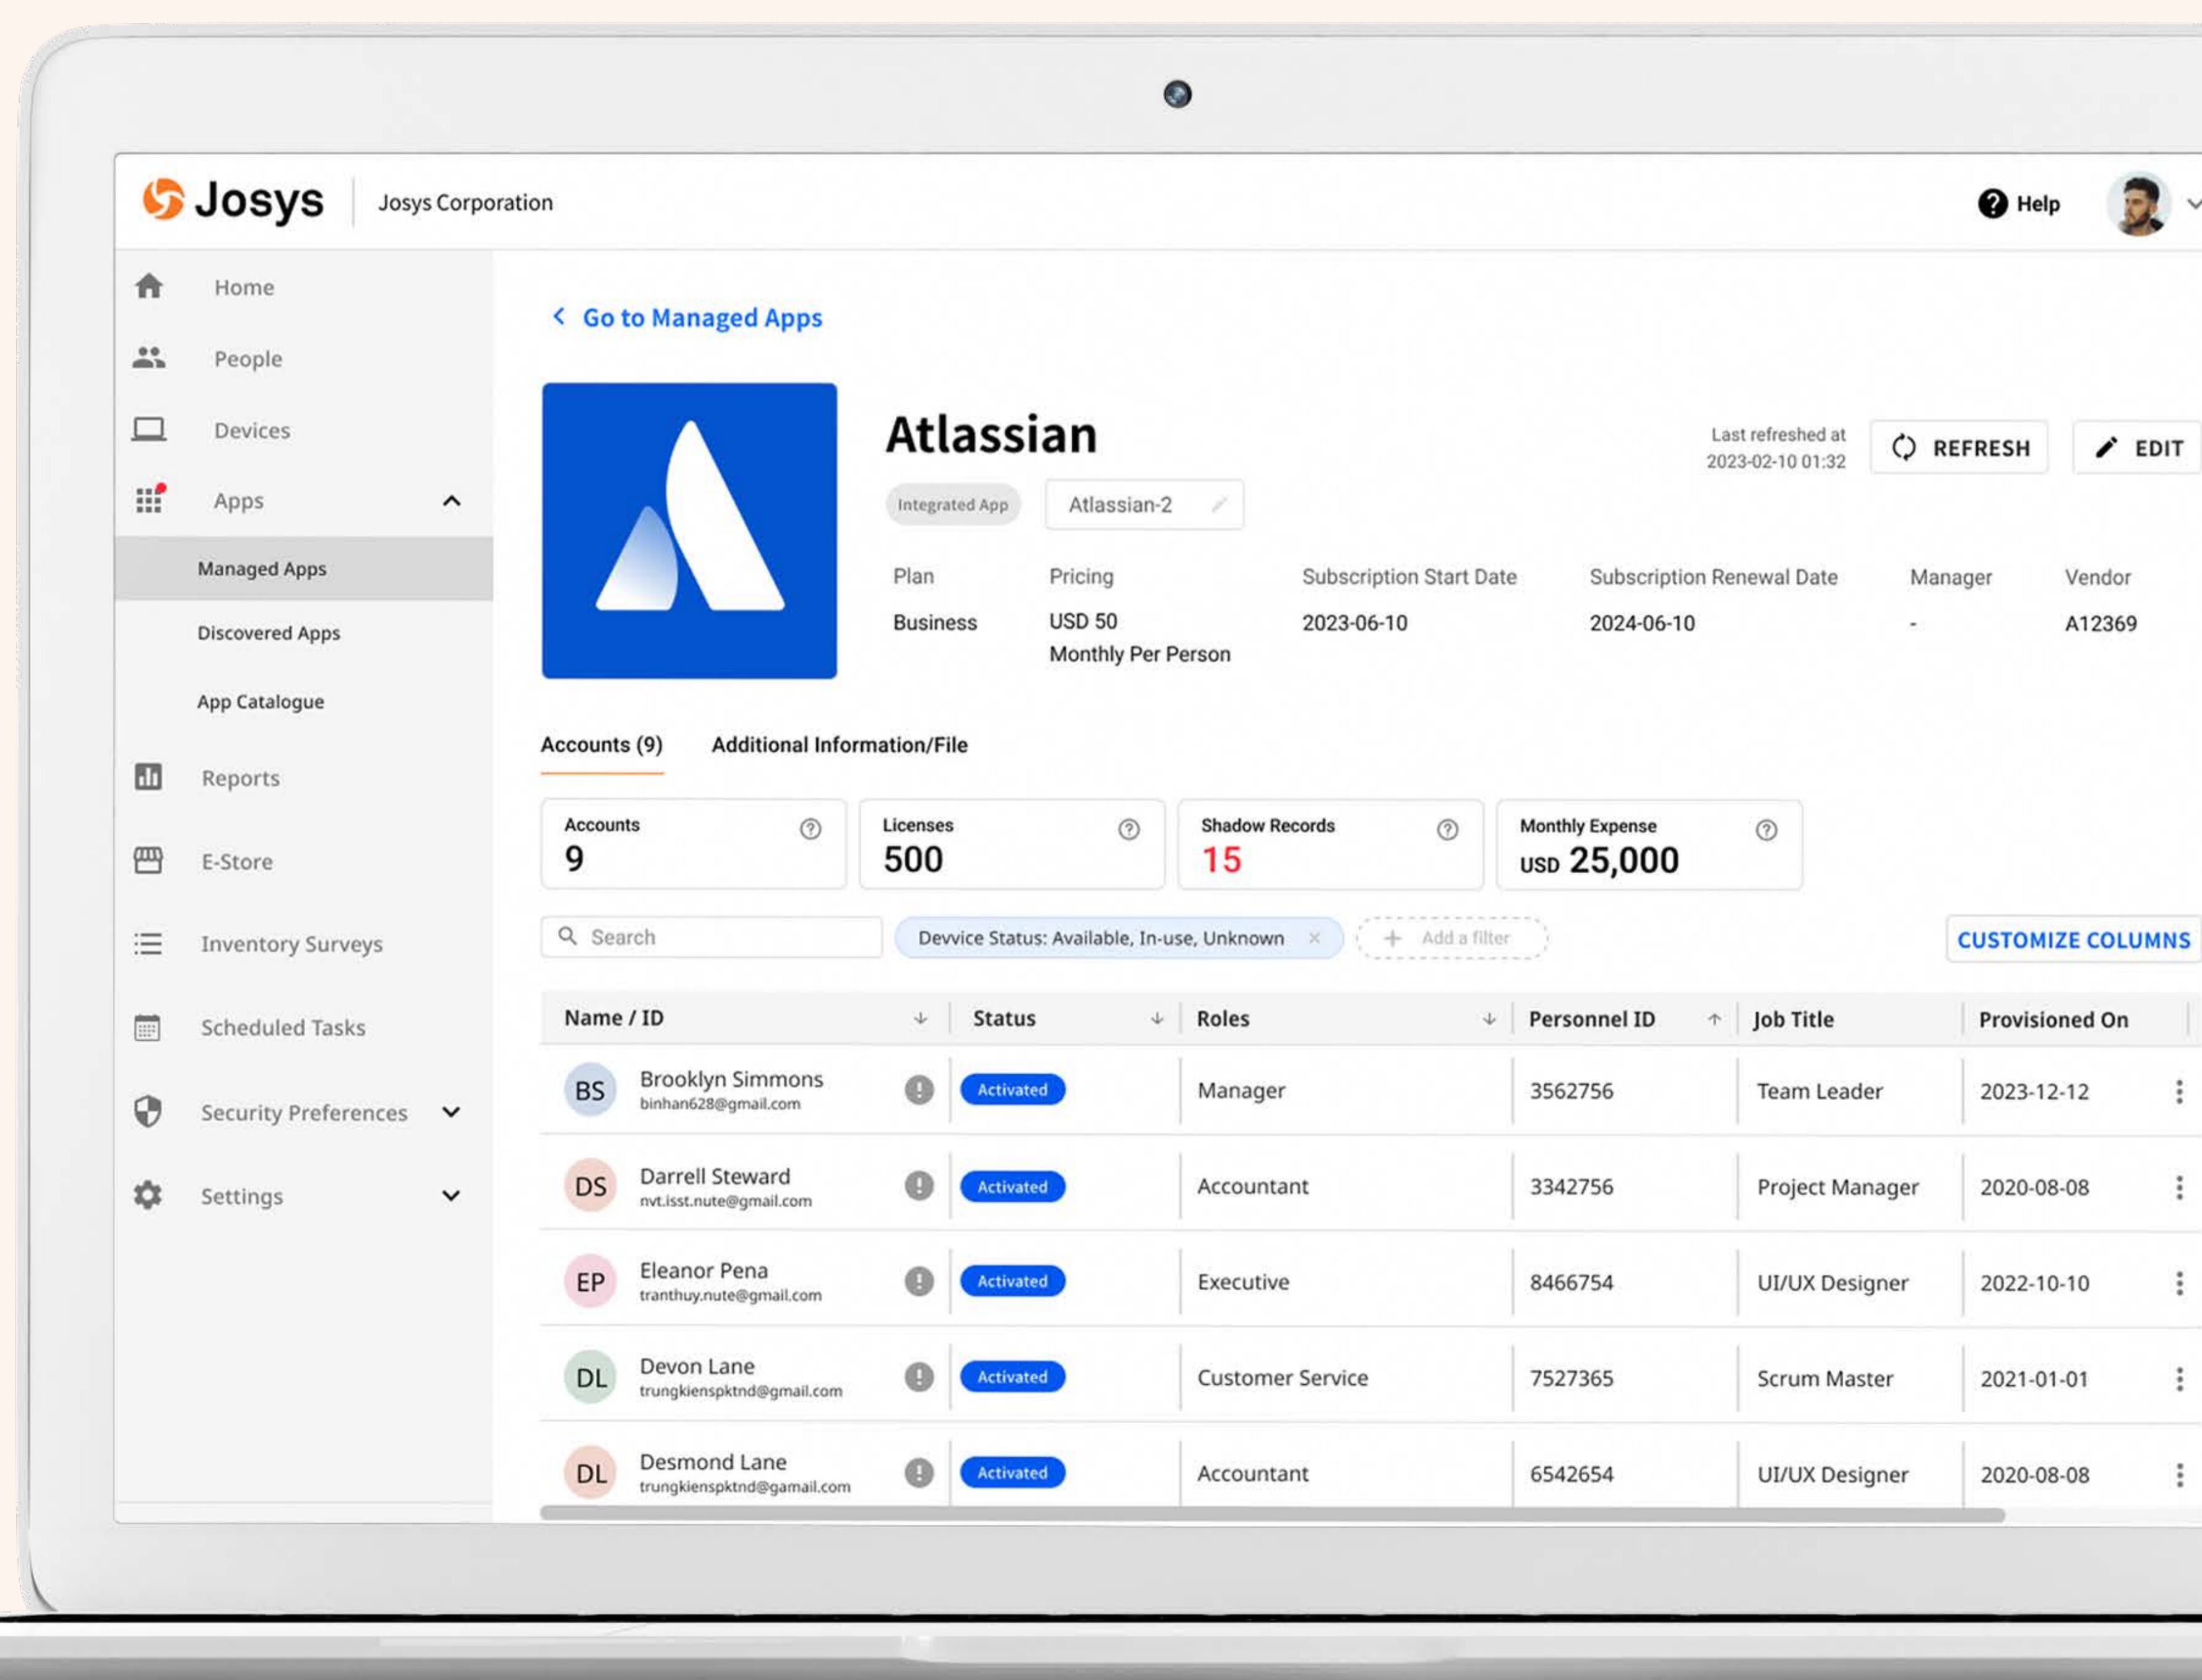 Josys
Josys Corporation
Help
Home
People
Devices
Apps
Managed Apps
Discovered Apps
App Catalogue
Reports
E-Store
Inventory Surveys
Scheduled Tasks
Security Preferences
Settings
Go to Managed Apps
Atlassian
Integrated App
Atlassian-2
Last refreshed at
2023-02-10 01:32
REFRESH
EDIT
Plan Pricing Subscription Start Date Subscription Renewal Date Manager Vendor
Business USD 50 2023-06-10 2024-06-10 - A12369
Monthly Per Person
Accounts (9) Additional Information/File
Accounts
9
Licenses
500
Shadow Records
15
Monthly Expense
USD 25,000
Search
Devvice Status: Available, In-use, Unknown
Add a filter
CUSTOMIZE COLUMNS
Name / ID Status Roles Personnel ID Job Title Provisioned On
BS Brooklyn Simmons Activated Manager 3562756 Team Leader 2023-12-12
binhan628@gmail.com
DS Darrell Steward Activated Accountant 3342756 Project Manager 2020-08-08
nvt.isst.nute@gmail.com
EP Eleanor Pena Activated Executive 8466754 UI/UX Designer 2022-10-10
tranthuy.nute@gmail.com
DL Devon Lane Activated Customer Service 7527365 Scrum Master 2021-01-01
trungkienspktnd@gmail.com
DL Desmond Lane Activated Accountant 6542654 UI/UX Designer 2020-08-08
trungkienspktnd@gamail.com